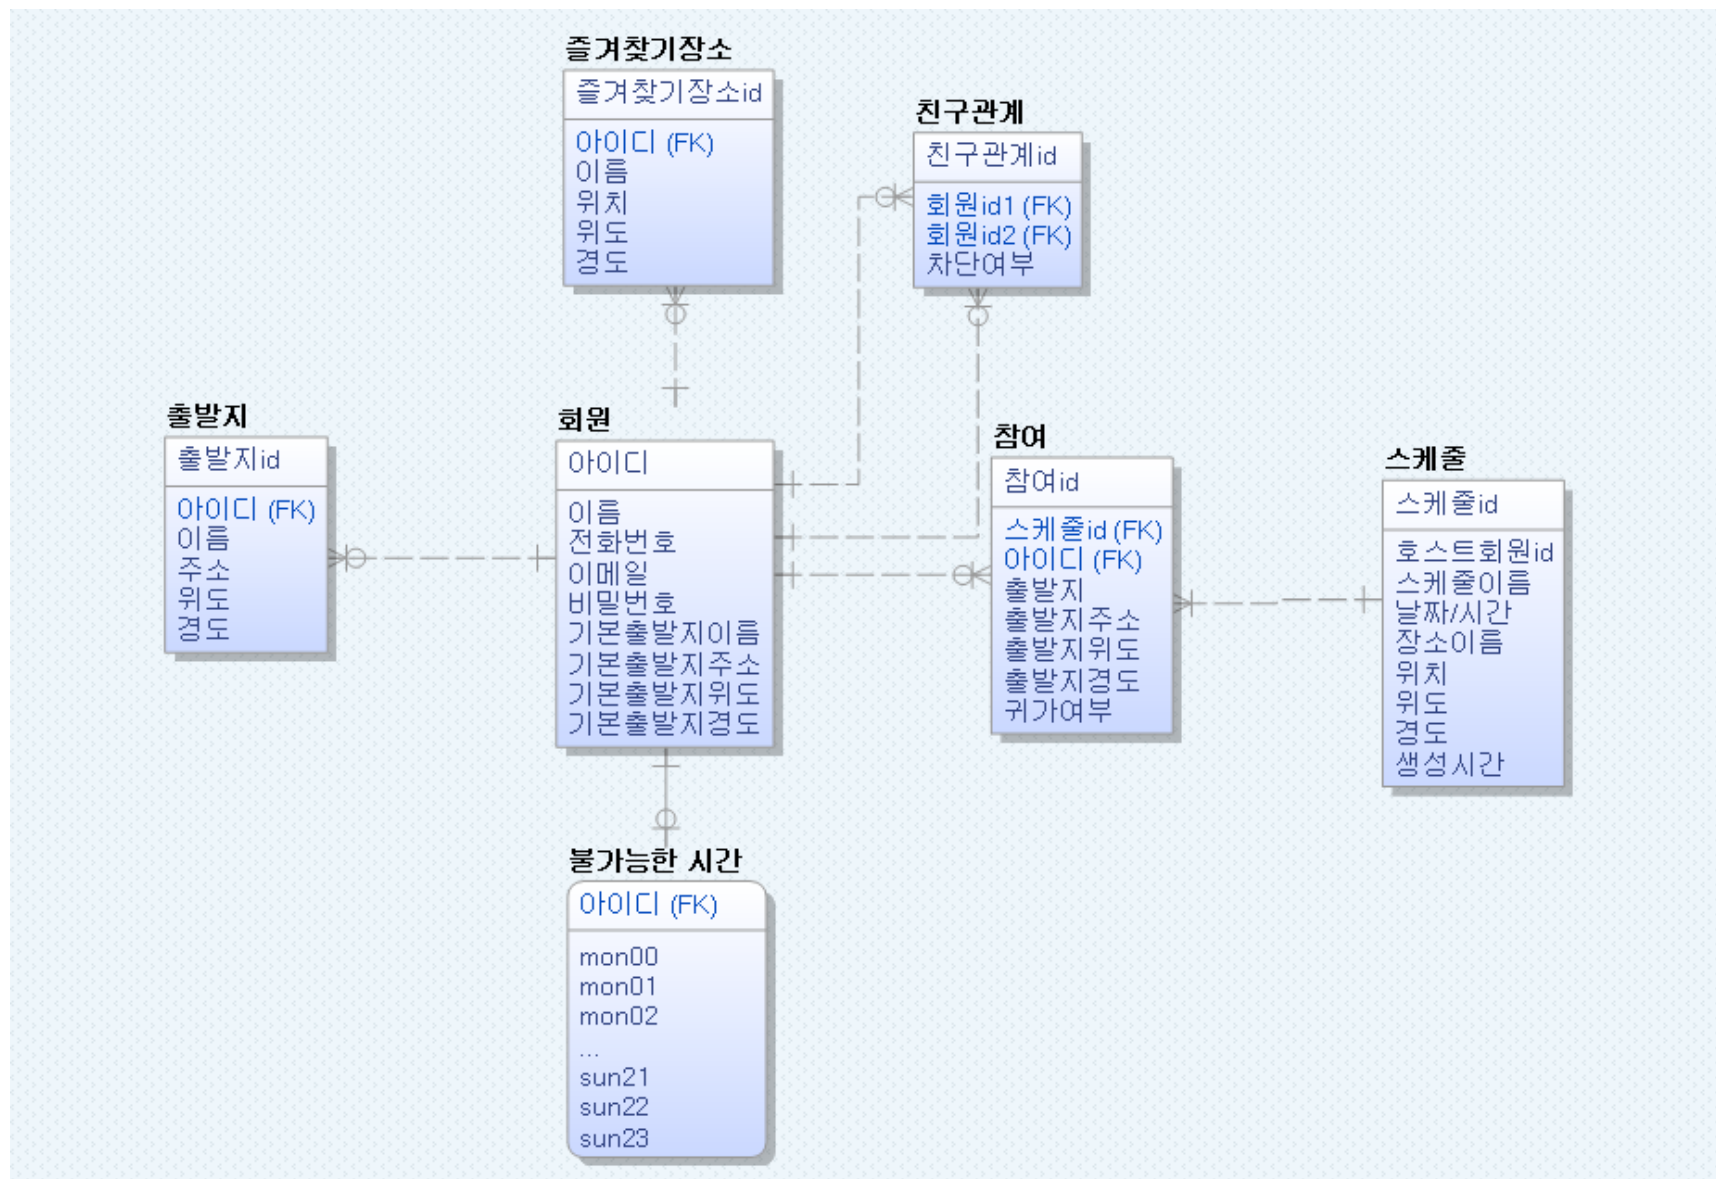 즐겨찾기장소
즐겨찾기장소id
아이디 (FK)
이름
위치
위도
경도
친구관계
친구관계id
회원id1 (FK)
회원id2 (FK)
차단여부
출발지
출발지id
아이디 (FK)
이름
주소
위도
경도
회원
아이디
이름
전화번호
이메일
비밀번호
기본출발지이름
기본출발지주소
기본출발지위도
기본출발지경도
참여
참여id
스케줄id (FK)
아이디 (FK)
출발지
출발지주소
출발지위도
출발지경도
귀가여부
스케줄
스케줄id
호스트회원id
스케줄이름
날짜/시간
장소이름
위치
위도
경도
생성시간
불가능한 시간
아이디 (FK)
mon00
mon01
mon02
...
sun21
sun22
sun23